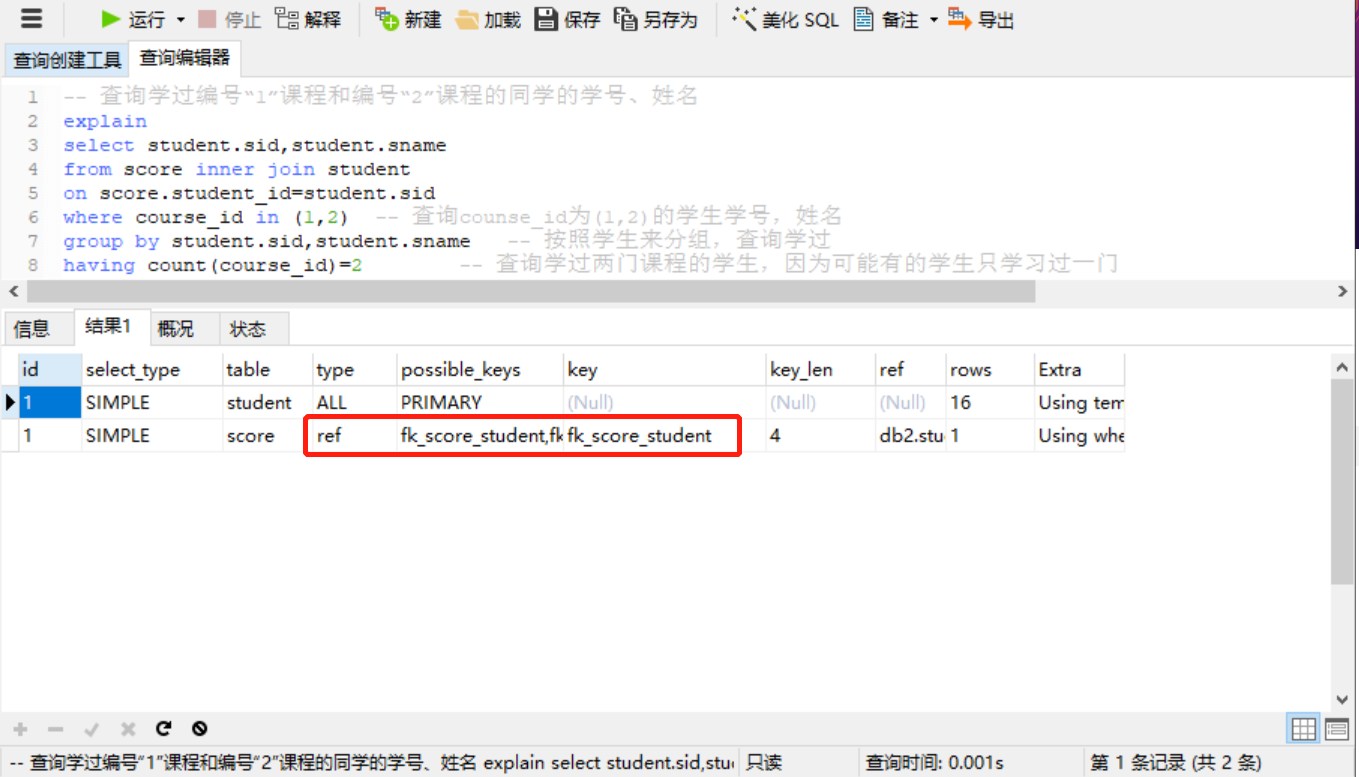 运行 停止 解释 新建 加载 保存 另存为 美化 SQL 备注 导出
查询创建工具 查询编辑器
1 -- 查询学过编号“1”课程和编号“2”课程的同学的学号、姓名
2 explain
3 select student.sid,student.sname
4 from score inner join student
5 on score.student_id=student.sid
6 where course_id in (1,2) -- 查询counse_id为(1,2)的学生学号，姓名
7 group by student.sid,student.sname -- 按照学生来分组，查询学过
8 having count(course_id)=2 -- 查询学过两门课程的学生，因为可能有的学生只学习过一门
信息 结果1 概况 状态
id select_type table type possible_keys key key_len ref rows Extra
1 SIMPLE student ALL PRIMARY (Null) (Null) (Null) 16 Using tem
1 SIMPLE score ref fk_score_student,fk fk_score_student 4 db2.stu 1 Using whe
-- 查询学过编号“1”课程和编号“2”课程的同学的学号、姓名 explain select student.sid,stu 只读 查询时间: 0.001s 第 1 条记录 (共 2 条)